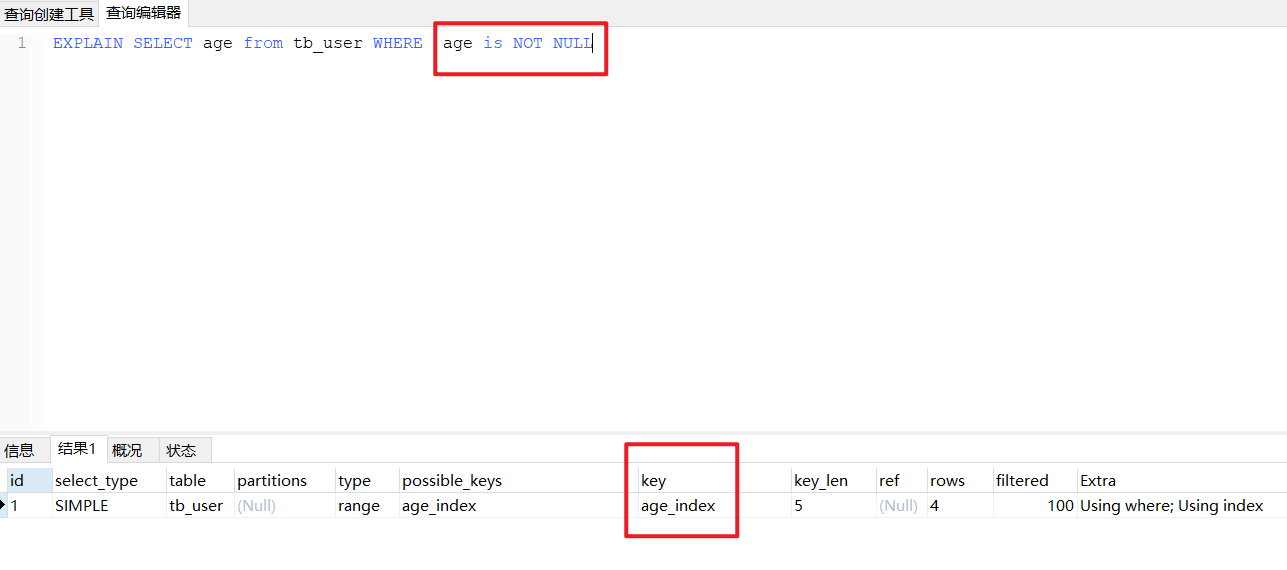 查询创建工具 查询编辑器
1 EXPLAIN SELECT age from tb_user WHERE age is NOT NULL
信息 结果1 概况 状态
id select_type table partitions type possible_keys key key_len ref rows filtered Extra
1 SIMPLE tb_user (Null) range age_index age_index 5 (Null) 4 100 Using where; Using index